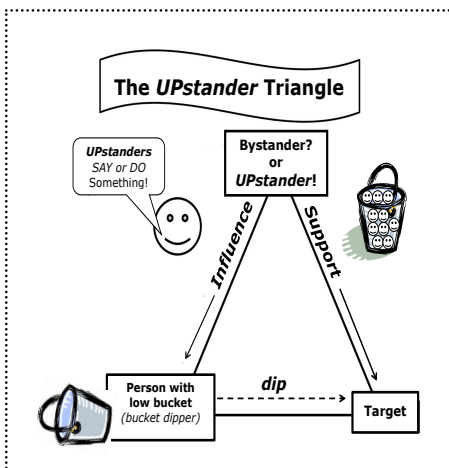 The UPstander Triangle
UPstanders
SAY or DO
Something!
Bystander?
or
UPstander!
Influence
Support
Person with
low bucket
(bucket dipper)
dip
Target